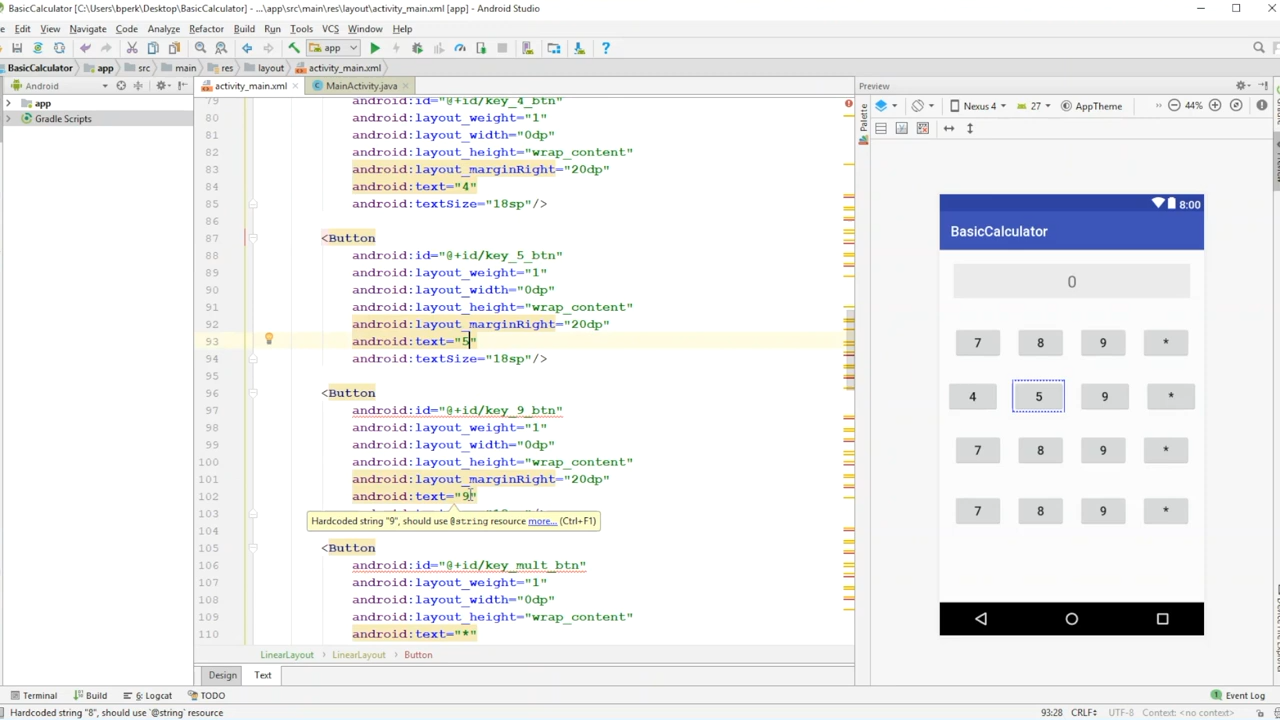 BasicCalculator [C:\Users\bperk\Desktop\BasicCalculator] - ...\app\src\main\res\layout\activity_main.xml [app] - Android Studio
Edit View Navigate Code Analyze Refactor Build Run Tools VCS Window Help
app
BasicCalculator app src main res layout activity_main.xml
Android
activity_main.xml MainActivity.java
Preview
app
Gradle Scripts
Palette
Nexus 4 27 AppTheme 44%
79 android:id="@+id/key_4_btn"
80 android:layout_weight="1"
81 android:layout_width="0dp"
82 android:layout_height="wrap_content"
83 android:layout_marginRight="20dp"
84 android:text="4"
85 android:textSize="18sp"/>
86
87 <Button
88 android:id="@+id/key_5_btn"
89 android:layout_weight="1"
90 android:layout_width="0dp"
91 android:layout_height="wrap_content"
92 android:layout_marginRight="20dp"
93 android:text="5"
94 android:textSize="18sp"/>
95
96 <Button
97 android:id="@+id/key_9_btn"
98 android:layout_weight="1"
99 android:layout_width="0dp"
100 android:layout_height="wrap_content"
101 android:layout_marginRight="20dp"
102 android:text="9"
103
Hardcoded string "9", should use @string resource more... (Ctrl+F1)
104
105 <Button
106 android:id="@+id/key_mult_btn"
107 android:layout_weight="1"
108 android:layout_width="0dp"
109 android:layout_height="wrap_content"
110 android:text="*"
8:00
BasicCalculator
0
7 8 9 *
4 5 9 *
7 8 9 *
7 8 9 *
LinearLayout LinearLayout Button
Design Text
Terminal Build 6: Logcat TODO Event Log
Hardcoded string "8", should use `@string` resource 93:28 CRLF UTF-8 Context: <no context>